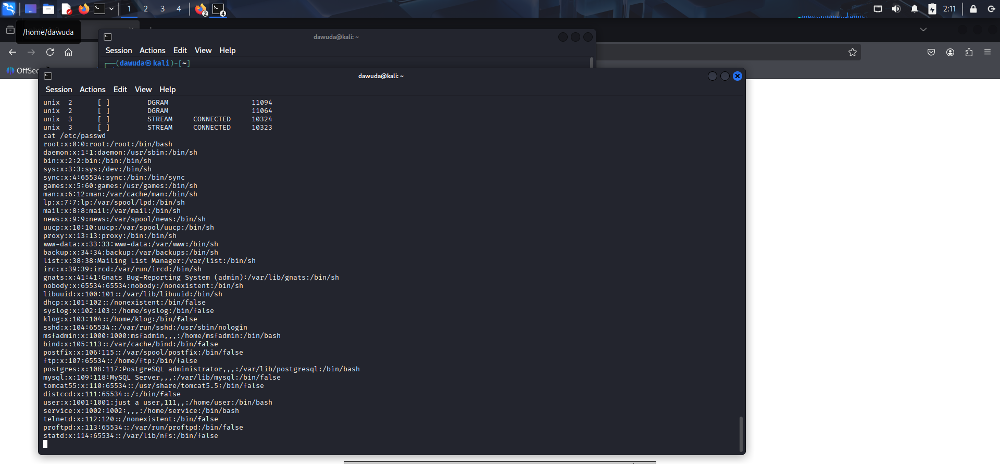 1 2 3 4 2 4 2:11
/home/dawuda
dawuda@kali: ~
Session Actions Edit View Help
(dawuda㉿kali)-[~]
OffSec
dawuda@kali: ~
Session Actions Edit View Help
unix 2 [ ] DGRAM 11094
unix 2 [ ] DGRAM 11064
unix 3 [ ] STREAM CONNECTED 10324
unix 3 [ ] STREAM CONNECTED 10323
cat /etc/passwd
root:x:0:0:root:/root:/bin/bash
daemon:x:1:1:daemon:/usr/sbin:/bin/sh
bin:x:2:2:bin:/bin:/bin/sh
sys:x:3:3:sys:/dev:/bin/sh
sync:x:4:65534:sync:/bin:/bin/sync
games:x:5:60:games:/usr/games:/bin/sh
man:x:6:12:man:/var/cache/man:/bin/sh
lp:x:7:7:lp:/var/spool/lpd:/bin/sh
mail:x:8:8:mail:/var/mail:/bin/sh
news:x:9:9:news:/var/spool/news:/bin/sh
uucp:x:10:10:uucp:/var/spool/uucp:/bin/sh
proxy:x:13:13:proxy:/bin:/bin/sh
www-data:x:33:33:www-data:/var/www:/bin/sh
backup:x:34:34:backup:/var/backups:/bin/sh
list:x:38:38:Mailing List Manager:/var/list:/bin/sh
irc:x:39:39:ircd:/var/run/ircd:/bin/sh
gnats:x:41:41:Gnats Bug-Reporting System (admin):/var/lib/gnats:/bin/sh
nobody:x:65534:65534:nobody:/nonexistent:/bin/sh
libuuid:x:100:101::/var/lib/libuuid:/bin/sh
dhcp:x:101:102::/nonexistent:/bin/false
syslog:x:102:103::/home/syslog:/bin/false
klog:x:103:104::/home/klog:/bin/false
sshd:x:104:65534::/var/run/sshd:/usr/sbin/nologin
msfadmin:x:1000:1000:msfadmin,,,:/home/msfadmin:/bin/bash
bind:x:105:113::/var/cache/bind:/bin/false
postfix:x:106:115::/var/spool/postfix:/bin/false
ftp:x:107:65534::/home/ftp:/bin/false
postgres:x:108:117:PostgreSQL administrator,,,:/var/lib/postgresql:/bin/bash
mysql:x:109:118:MySQL Server,,,:/var/lib/mysql:/bin/false
tomcat55:x:110:65534::/usr/share/tomcat5.5:/bin/false
distccd:x:111:65534::/:/bin/false
user:x:1001:1001:just a user,111,,:/home/user:/bin/bash
service:x:1002:1002:,,,:/home/service:/bin/bash
telnetd:x:112:120::/nonexistent:/bin/false
proftpd:x:113:65534::/var/run/proftpd:/bin/false
statd:x:114:65534::/var/lib/nfs:/bin/false